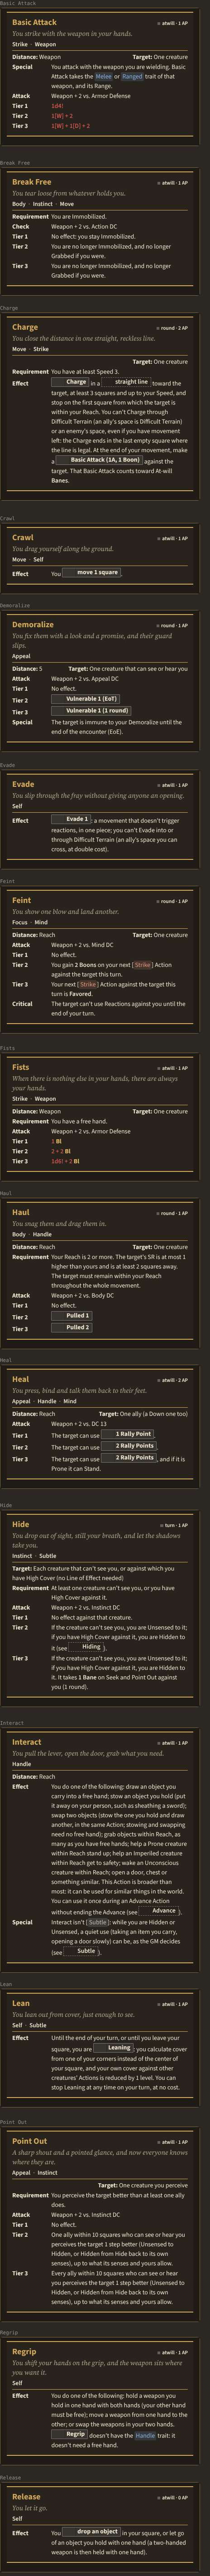 Basic Attack
Basic Attack
atwill · 1 AP
You strike with the weapon in your hands.
Strike · Weapon
Distance: Weapon Target: One creature
Special You attack with the weapon you are wielding. Basic
Attack takes the Melee or Ranged trait of that
weapon, and its Range.
Attack Weapon + 2 vs. Armor Defense
Tier 1 1d4!
Tier 2 1[W] + 2
Tier 3 1[W] + 1[D] + 2
Break Free
Break Free
atwill · 1 AP
You tear loose from whatever holds you.
Body · Instinct · Move
Requirement You are Immobilized.
Check Weapon + 2 vs. Action DC
Tier 1 No effect: you stay Immobilized.
Tier 2 You are no longer Immobilized, and no longer
Grabbed if you were.
Tier 3 You are no longer Immobilized, and no longer
Grabbed if you were.
Charge
Charge
round · 2 AP
You close the distance in one straight, reckless line.
Move · Strike
Target: One creature
Requirement You have at least Speed 3.
Effect Charge in a straight line toward the
target, at least 3 squares and up to your Speed, and
stop on the first square from which the target is
within your Reach. You can't Charge through
Difficult Terrain (an ally's space is Difficult Terrain)
or an enemy's space, even if you have movement
left: the Charge ends in the last empty square where
the line is legal. At the end of your movement, make
a Basic Attack (1A, 1 Boon) against the
target. That Basic Attack counts toward At-will
Banes.
Crawl
Crawl
atwill · 1 AP
You drag yourself along the ground.
Move · Self
Effect You move 1 square.
Demoralize
Demoralize
round · 1 AP
You fix them with a look and a promise, and their guard
slips.
Appeal
Distance: 5 Target: One creature that can see or hear you
Attack Weapon + 2 vs. Appeal DC
Tier 1 No effect.
Tier 2 Vulnerable 1 (EoT)
Tier 3 Vulnerable 1 (1 round)
Special The target is immune to your Demoralize until the
end of the encounter (EoE).
Evade
Evade
atwill · 1 AP
You slip through the fray without giving anyone an opening.
Self
Effect Evade 1: a movement that doesn't trigger
reactions, in one piece; you can't Evade into or
through Difficult Terrain (an ally's space you can
cross, at double cost).
Feint
Feint
round · 1 AP
You show one blow and land another.
Focus · Mind
Distance: Reach Target: One creature
Attack Weapon + 2 vs. Mind DC
Tier 1 No effect.
Tier 2 You gain 2 Boons on your next [Strike] Action
against the target this turn.
Tier 3 Your next [Strike] Action against the target this
turn is Favored.
Critical The target can't use Reactions until the
end of your turn.
Fists
Fists
atwill · 1 AP
When there is nothing else in your hands, there are always
your hands.
Strike · Weapon
Distance: Weapon Target: One creature
Requirement You have a free hand.
Attack Weapon + 2 vs. Armor Defense
Tier 1 1 Bl
Tier 2 2 + 2 Bl
Tier 3 1d6! + 2 Bl
Haul
Haul
round · 1 AP
You snag them and drag them in.
Body · Handle
Distance: Reach Target: One creature
Requirement Your Reach is 2 or more. The target's SR is at most 1
higher than yours and is at least 2 squares away.
The target must remain within your Reach
throughout the whole movement.
Attack Weapon + 2 vs. Body DC
Tier 1 No effect.
Tier 2 Pulled 1
Tier 3 Pulled 2
Heal
Heal
round · 2 AP
You press, bind and talk them back to their feet.
Appeal · Handle · Mind
Distance: Reach Target: One ally (a Down one too)
Attack Weapon + 2 vs. DC 13
Tier 1 The target can use 1 Rally Point.
Tier 2 The target can use 2 Rally Points.
Tier 3 The target can use 2 Rally Points, and if it is
Prone it can Stand.
Hide
Hide
turn · 1 AP
You drop out of sight, still your breath, and let the shadows
take you.
Instinct · Subtle
Target: Each creature that can't see you, or against which you
have High Cover (no Line of Effect needed)
Requirement At least one creature can't see you, or you have
High Cover against it.
Attack Weapon + 2 vs. Instinct DC
Tier 1 No effect against that creature.
Tier 2 If the creature can't see you, you are Unsensed to it;
if you have High Cover against it, you are Hidden to
it (see Hiding).
Tier 3 If the creature can't see you, you are Unsensed to it;
if you have High Cover against it, you are Hidden to
it. It takes 1 Bane on Seek and Point Out against
you (1 round).
Interact
Interact
atwill · 1 AP
You pull the lever, open the door, grab what you need.
Handle
Distance: Reach
Effect You do one of the following: draw an object you
carry into a free hand; stow an object you hold (put
it away on your person, such as sheathing a sword);
swap two objects (stow the one you hold and draw
another, in the same Action; stowing and swapping
need no free hand); grab objects within Reach, as
many as you have free hands; help a Prone creature
within Reach stand up; help an Imperiled creature
within Reach get to safety; make an Unconscious
creature within Reach; open a door, chest or
something similar. This Action is broader than
most: it can be used for similar things in the world.
You can use it once during an Advance Action
without ending the Advance (see Advance).
Special Interact isn't [Subtle]: while you are Hidden or
Unsensed, a quiet use (taking an item you carry,
opening a door slowly) can be, as the GM decides
(see Subtle).
Lean
Lean
atwill · 1 AP
You lean out from cover, just enough to see.
Self · Subtle
Effect Until the end of your turn, or until you leave your
square, you are Leaning: you calculate cover
from one of your corners instead of the center of
your square, and your own cover against other
creatures' Actions is reduced by 1 level. You can
stop Leaning at any time on your turn, at no cost.
Point Out
Point Out
atwill · 1 AP
A sharp shout and a pointed glance, and now everyone knows
where they are.
Appeal · Instinct
Target: One creature you perceive
Requirement You perceive the target better than at least one ally
does.
Attack Weapon + 2 vs. Instinct DC
Tier 1 No effect.
Tier 2 One ally within 10 squares who can see or hear you
perceives the target 1 step better (Unsensed to
Hidden, or Hidden from Hide back to its own
senses), up to what its senses and yours allow.
Tier 3 Every ally within 10 squares who can see or hear
you perceives the target 1 step better (Unsensed to
Hidden, or Hidden from Hide back to its own
senses), up to what its senses and yours allow.
Regrip
Regrip
atwill · 1 AP
You shift your hands on the grip, and the weapon sits where
you want it.
Self
Effect You do one of the following: hold a weapon you
hold in one hand with both hands (your other hand
must be free); move a weapon from one hand to the
other; or swap the weapons in your two hands.
Regrip doesn't have the Handle trait: it
doesn't need a free hand.
Release
Release
atwill · 0 AP
You let it go.
Self
Effect You drop an object in your square, or let go
of an object you hold with one hand (a two-handed
weapon is then held with one hand).